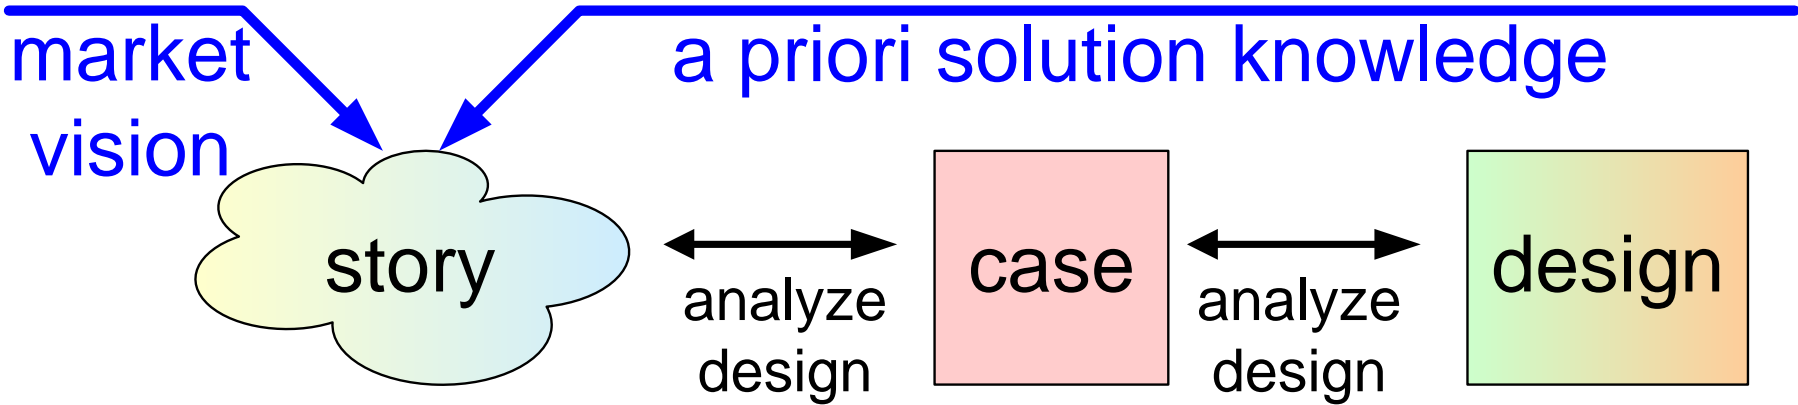 market
vision
a priori solution knowledge
story
analyze
design
case
analyze
design
design